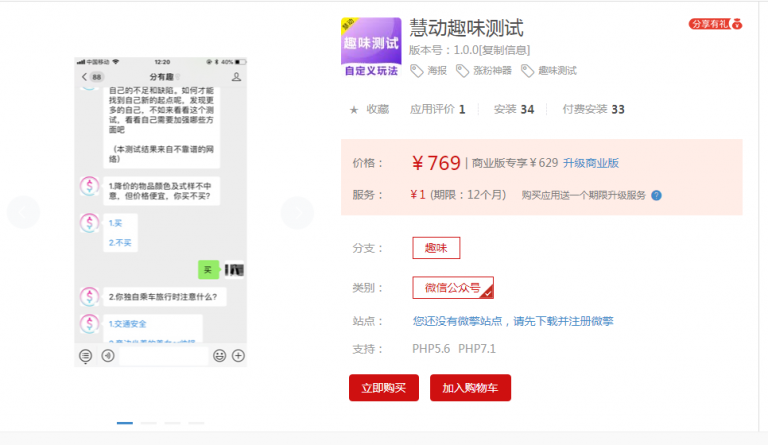 中国移动
12:20
40%
88
分有趣
自己的不足和缺陷。如何才能
找到自己新的起点呢，发现更
多的自己。不如来看看这个测
试，看看自己需要加强哪些方
面吧
（本测试结果来自不靠谱的网
络）
1.降价的物品颜色及式样不中
意，但价格便宜，你买不买？
1.买
2.不买
买
2.你独自乘车旅行时注意什么？
1.交通安全
趣味测试
自定义玩法
慧动趣味测试
分享有礼
版本号：1.0.0[复制信息]
海报 涨粉神器 趣味测试
收藏 应用评价 1 安装 34 付费安装 33
价格： ¥769 | 商业版专享¥629 升级商业版
服务： ¥1 (期限：12个月) 购买应用送一个期限升级服务 ?
分支： 趣味
类别： 微信公众号
站点： 您还没有微擎站点，请先下载并注册微擎
支持： PHP5.6 PHP7.1
立即购买 加入购物车